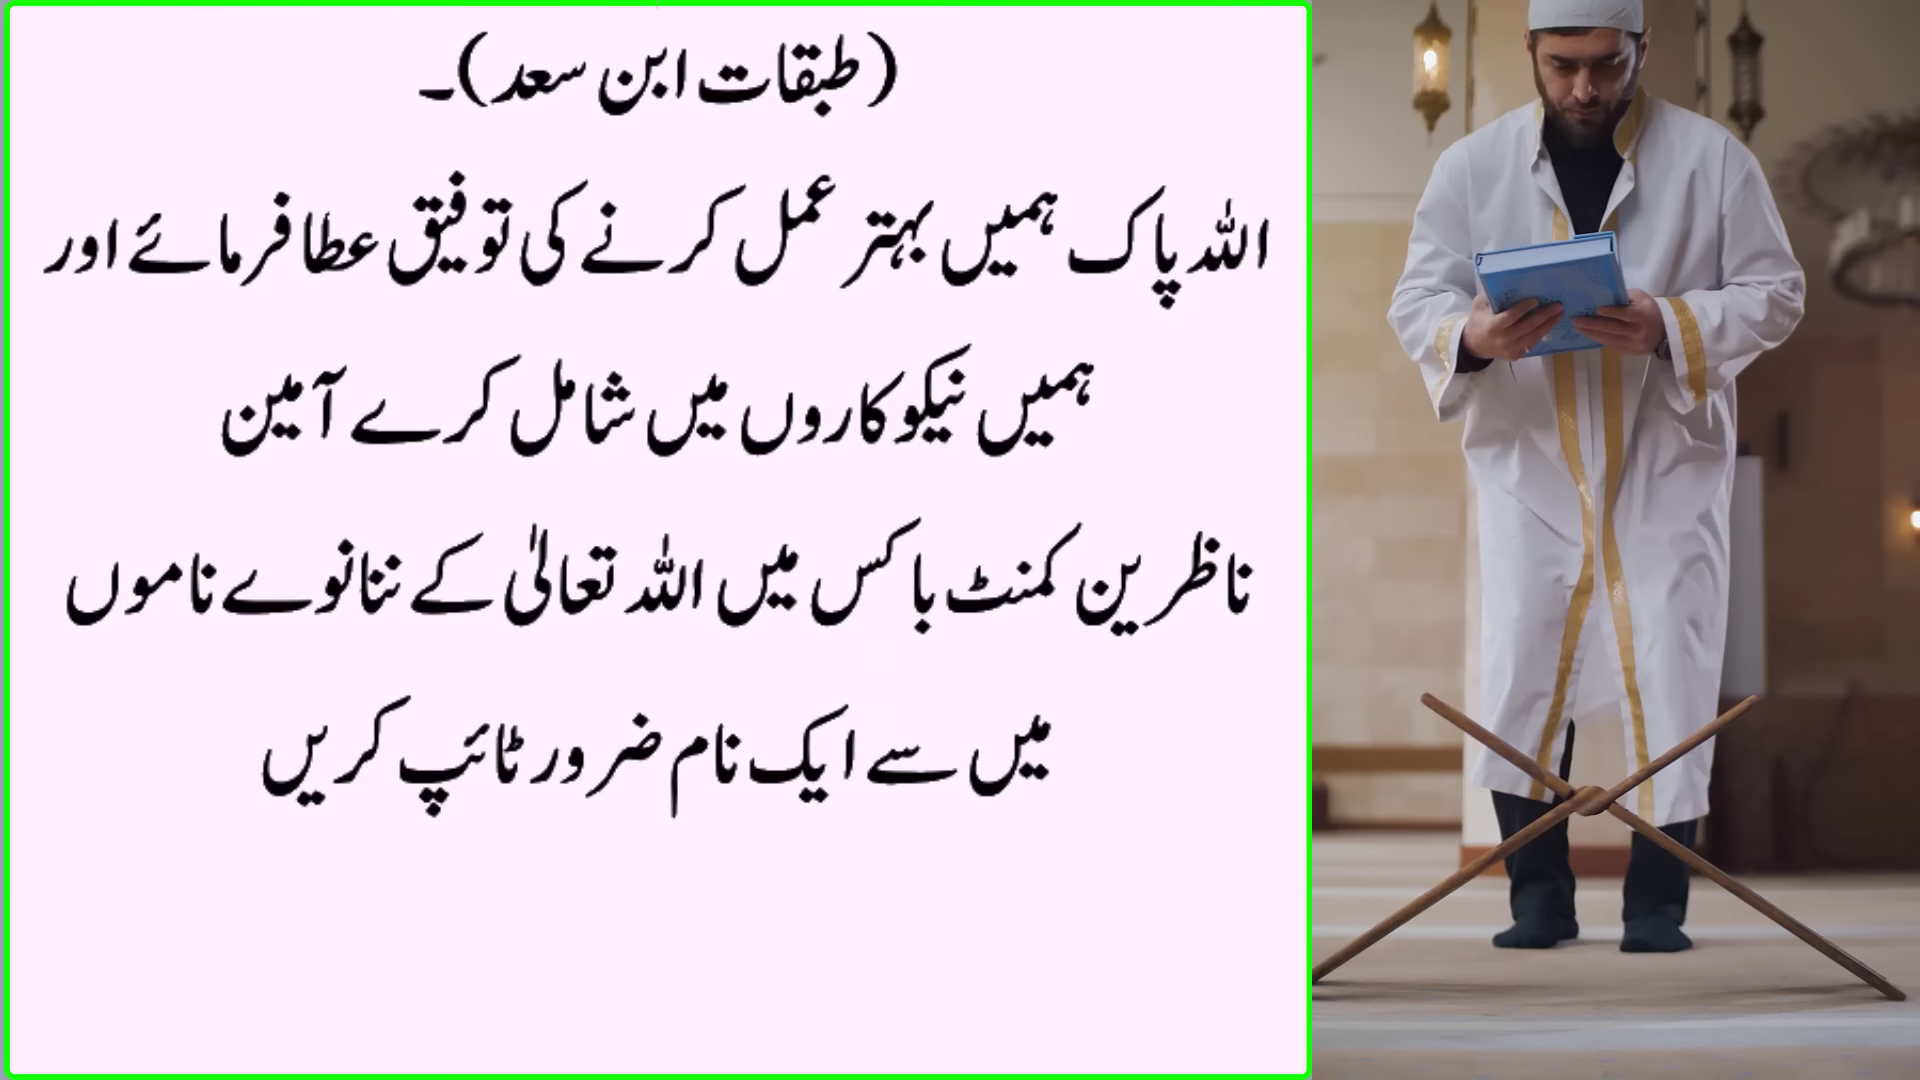 (طبقات ابن سعد)۔
اللہ پاک ہمیں بہتر عمل کرنے کی توفیق عطا فرمائے اور
ہمیں نیکوکاروں میں شامل کرے آمین
ناظرین کمنٹ باکس میں اللہ تعالیٰ کے ننانوے ناموں
میں سے ایک نام ضرور ٹائپ کریں